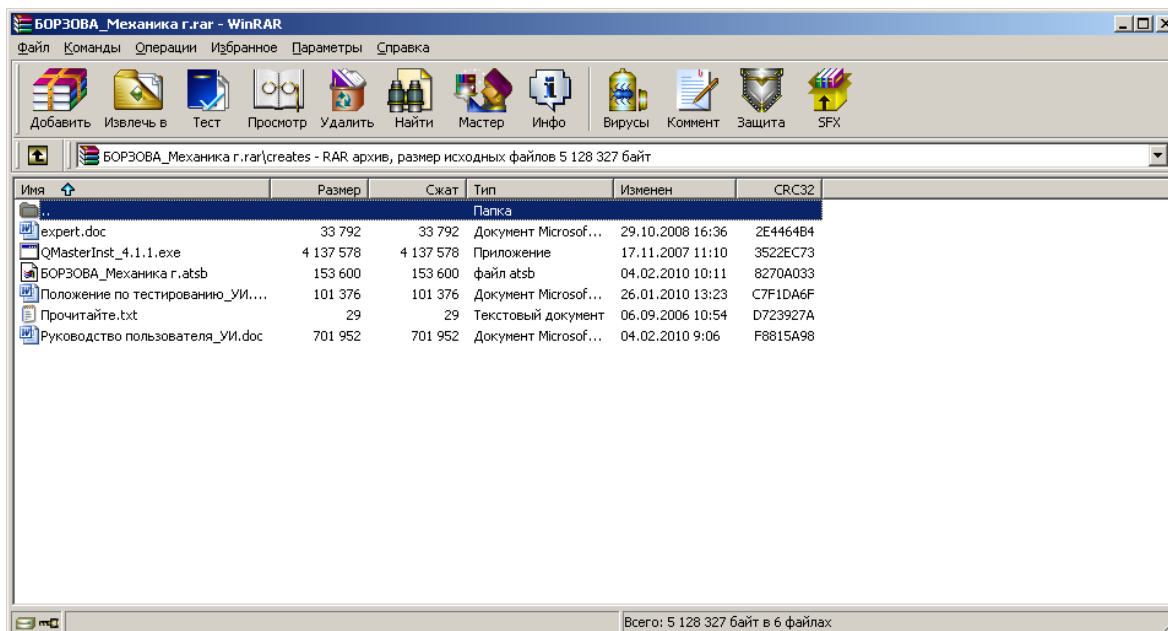 БОРЗОВА_Механика г.rar - WinRAR
Файл Команды Операции Избранное Параметры Справка
Добавить Извлечь в Тест Просмотр Удалить Найти Мастер Инфо Вирусы Коммент Защита SFX
БОРЗОВА_Механика г.rar\creates - RAR архив, размер исходных файлов 5 128 327 байт
Имя Размер Сжат Тип Изменен CRC32
.. Папка
expert.doc 33 792 33 792 Документ Microsof... 29.10.2008 16:36 2E4464B4
QMasterInst_4.1.1.exe 4 137 578 4 137 578 Приложение 17.11.2007 11:10 3522EC73
БОРЗОВА_Механика г.atsb 153 600 153 600 файл atsb 04.02.2010 10:11 8270A033
Положение по тестированию_УИ.... 101 376 101 376 Документ Microsof... 26.01.2010 13:23 C7F1DA6F
Прочитайте.txt 29 29 Текстовый документ 06.09.2006 10:54 D723927A
Руководство пользователя_УИ.doc 701 952 701 952 Документ Microsof... 04.02.2010 9:06 F8815A98
Всего: 5 128 327 байт в 6 файлах